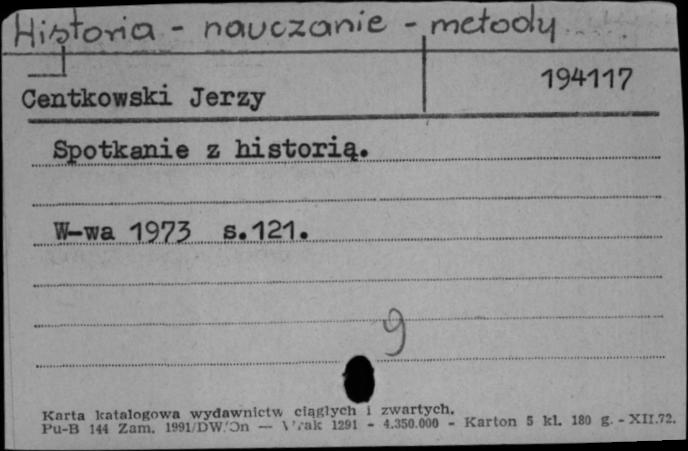 Historia - nauczanie - metody
194117
Centkowski Jerzy
Spotkanie z historią.
W-wa 1973 s.121.
9
Karta katalogowa wydawnictw ciągłych i zwartych.
Pu-B 144 Zam. 1991/DW/On — 1291 - 4.350.000 - Karton 5 kl. 180 g. - XII.72.